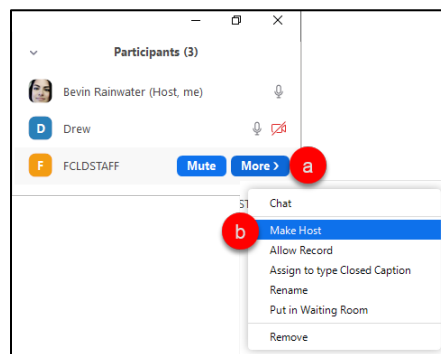 Participants (3)
Bevin Rainwater (Host, me)
D Drew
F FCLDSTAFF Mute More > a
ST
Chat
b Make Host
Allow Record
Assign to type Closed Caption
Rename
Put in Waiting Room
Remove